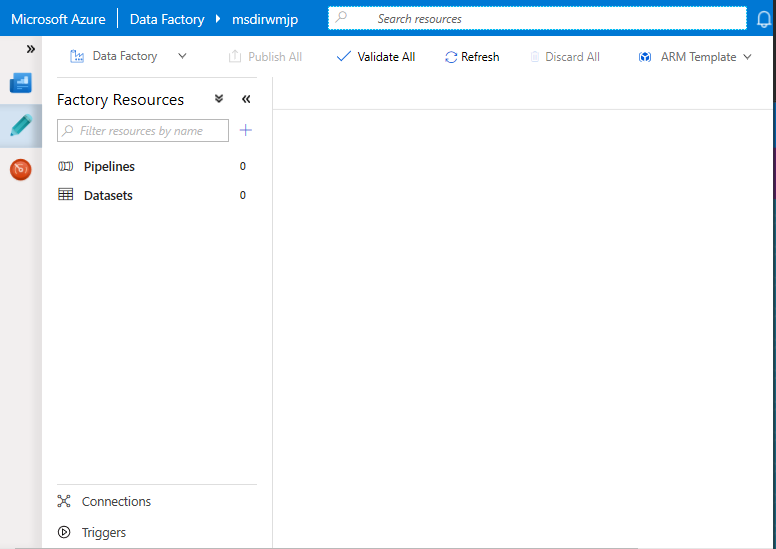 Microsoft Azure Data Factory msdirwmjp Search resources
Data Factory Publish All Validate All Refresh Discard All ARM Template
Factory Resources
Filter resources by name
Pipelines 0
Datasets 0
Connections
Triggers